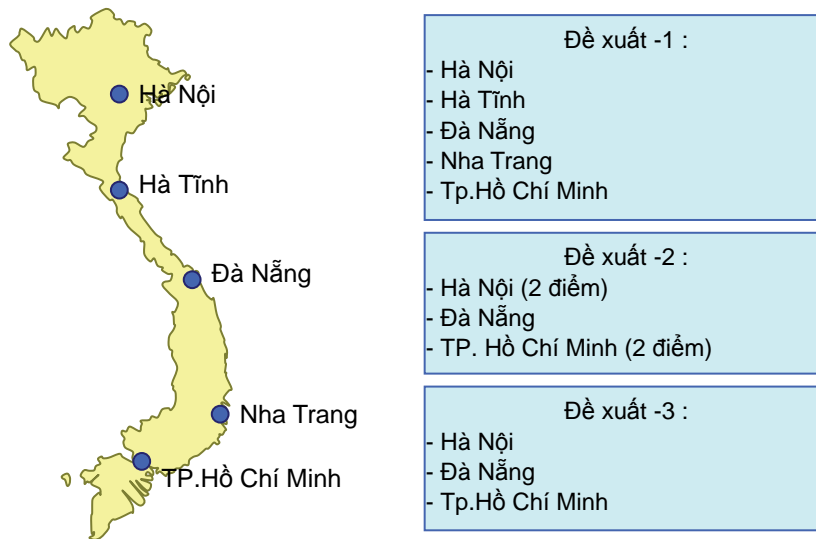 Hà Nội
Hà Tĩnh
Đà Nẵng
Nha Trang
TP.Hồ Chí Minh
Đề xuất -1 :
- Hà Nội
- Hà Tĩnh
- Đà Nẵng
- Nha Trang
- Tp.Hồ Chí Minh
Đề xuất -2 :
- Hà Nội (2 điểm)
- Đà Nẵng
- TP. Hồ Chí Minh (2 điểm)
Đề xuất -3 :
- Hà Nội
- Đà Nẵng
- Tp.Hồ Chí Minh